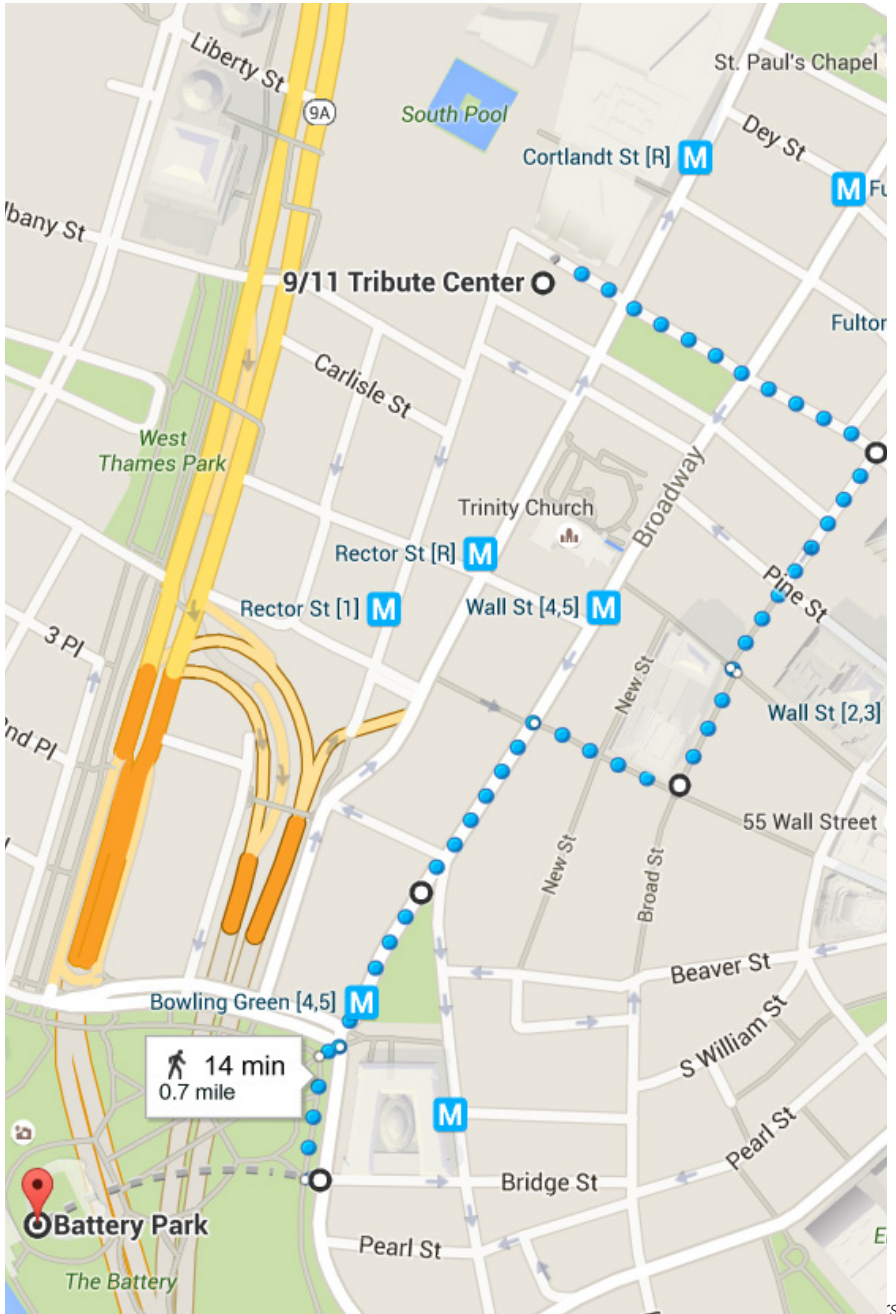 Liberty St
9A
South Pool
St. Paul's Chapel
Cortlandt St [R]
M
Dey St
M
Fu
lbany St
9/11 Tribute Center
Fulton
Carlisle St
West
Thames Park
Broadway
Trinity Church
Rector St [R]
M
Pine St
Rector St [1]
M
Wall St [4,5]
M
3 Pl
New St
Wall St [2,3]
2nd Pl
55 Wall Street
New St
Broad St
Beaver St
Bowling Green [4,5]
M
S William St
14 min
0.7 mile
M
Pearl St
Bridge St
Battery Park
Pearl St
The Battery